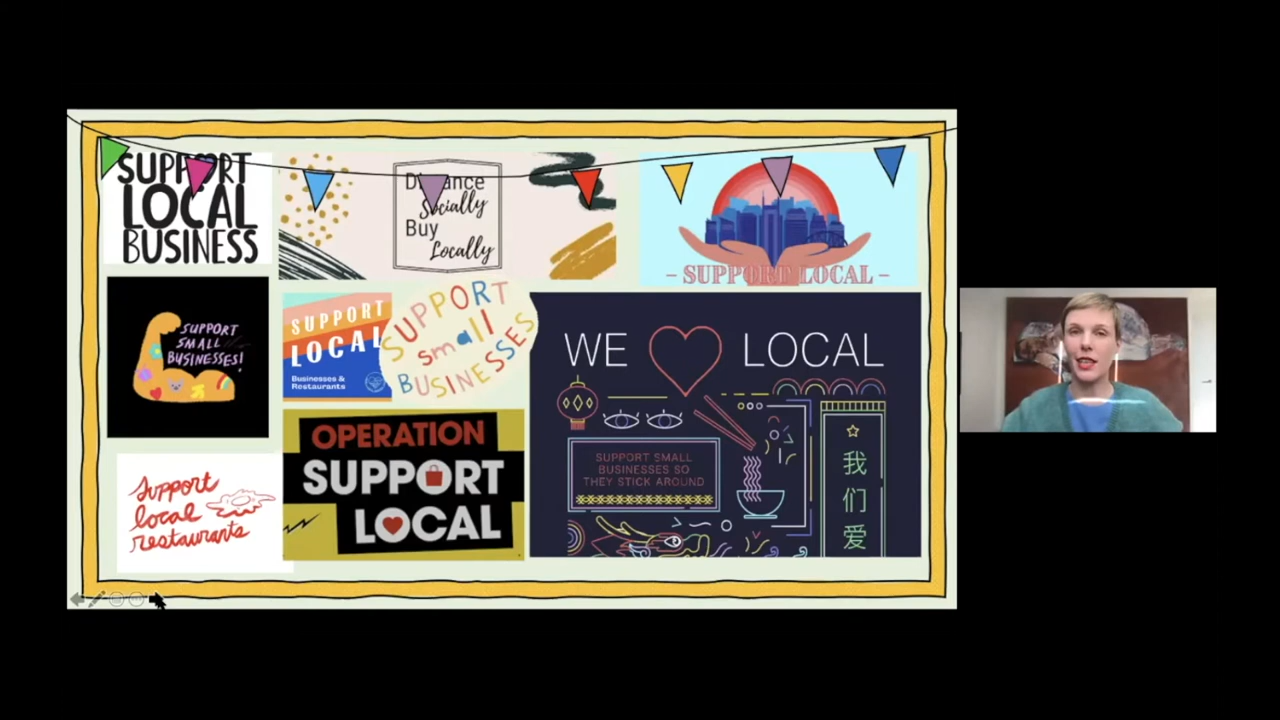 SUPPORT
LOCAL
BUSINESS
Distance
Socially
Buy
Locally
- SUPPORT LOCAL -
SUPPORT
SMALL
BUSINESSES!
SUPPORT
LOCAL
Businesses &
Restaurants
SUPPORT
small
BUSINESSES
WE LOCAL
SUPPORT SMALL
BUSINESSES SO
THEY STICK AROUND
我
们
爱
OPERATION
SUPPORT
LOCAL
support
local
restaurants